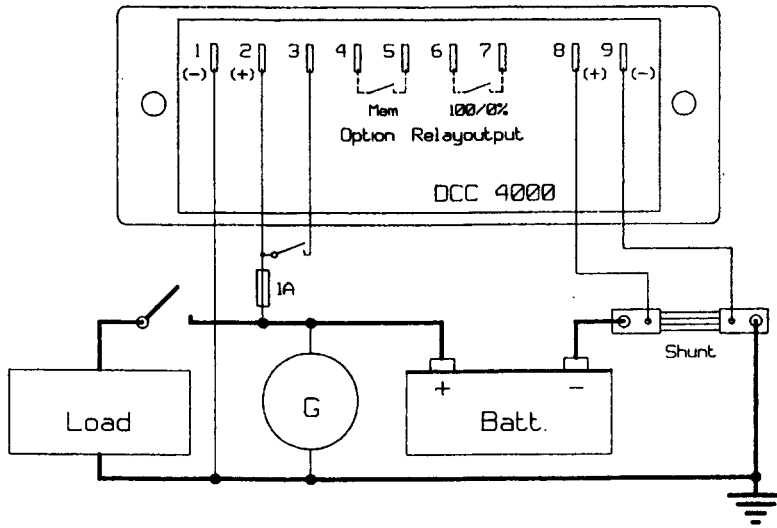 1 2 3 4 5 6 7 8 9
(-) (+) (+) (-)
Mem 100/0%
Option Relayoutput
DCC 4000
1A
Shunt
+ -
Load G Batt.